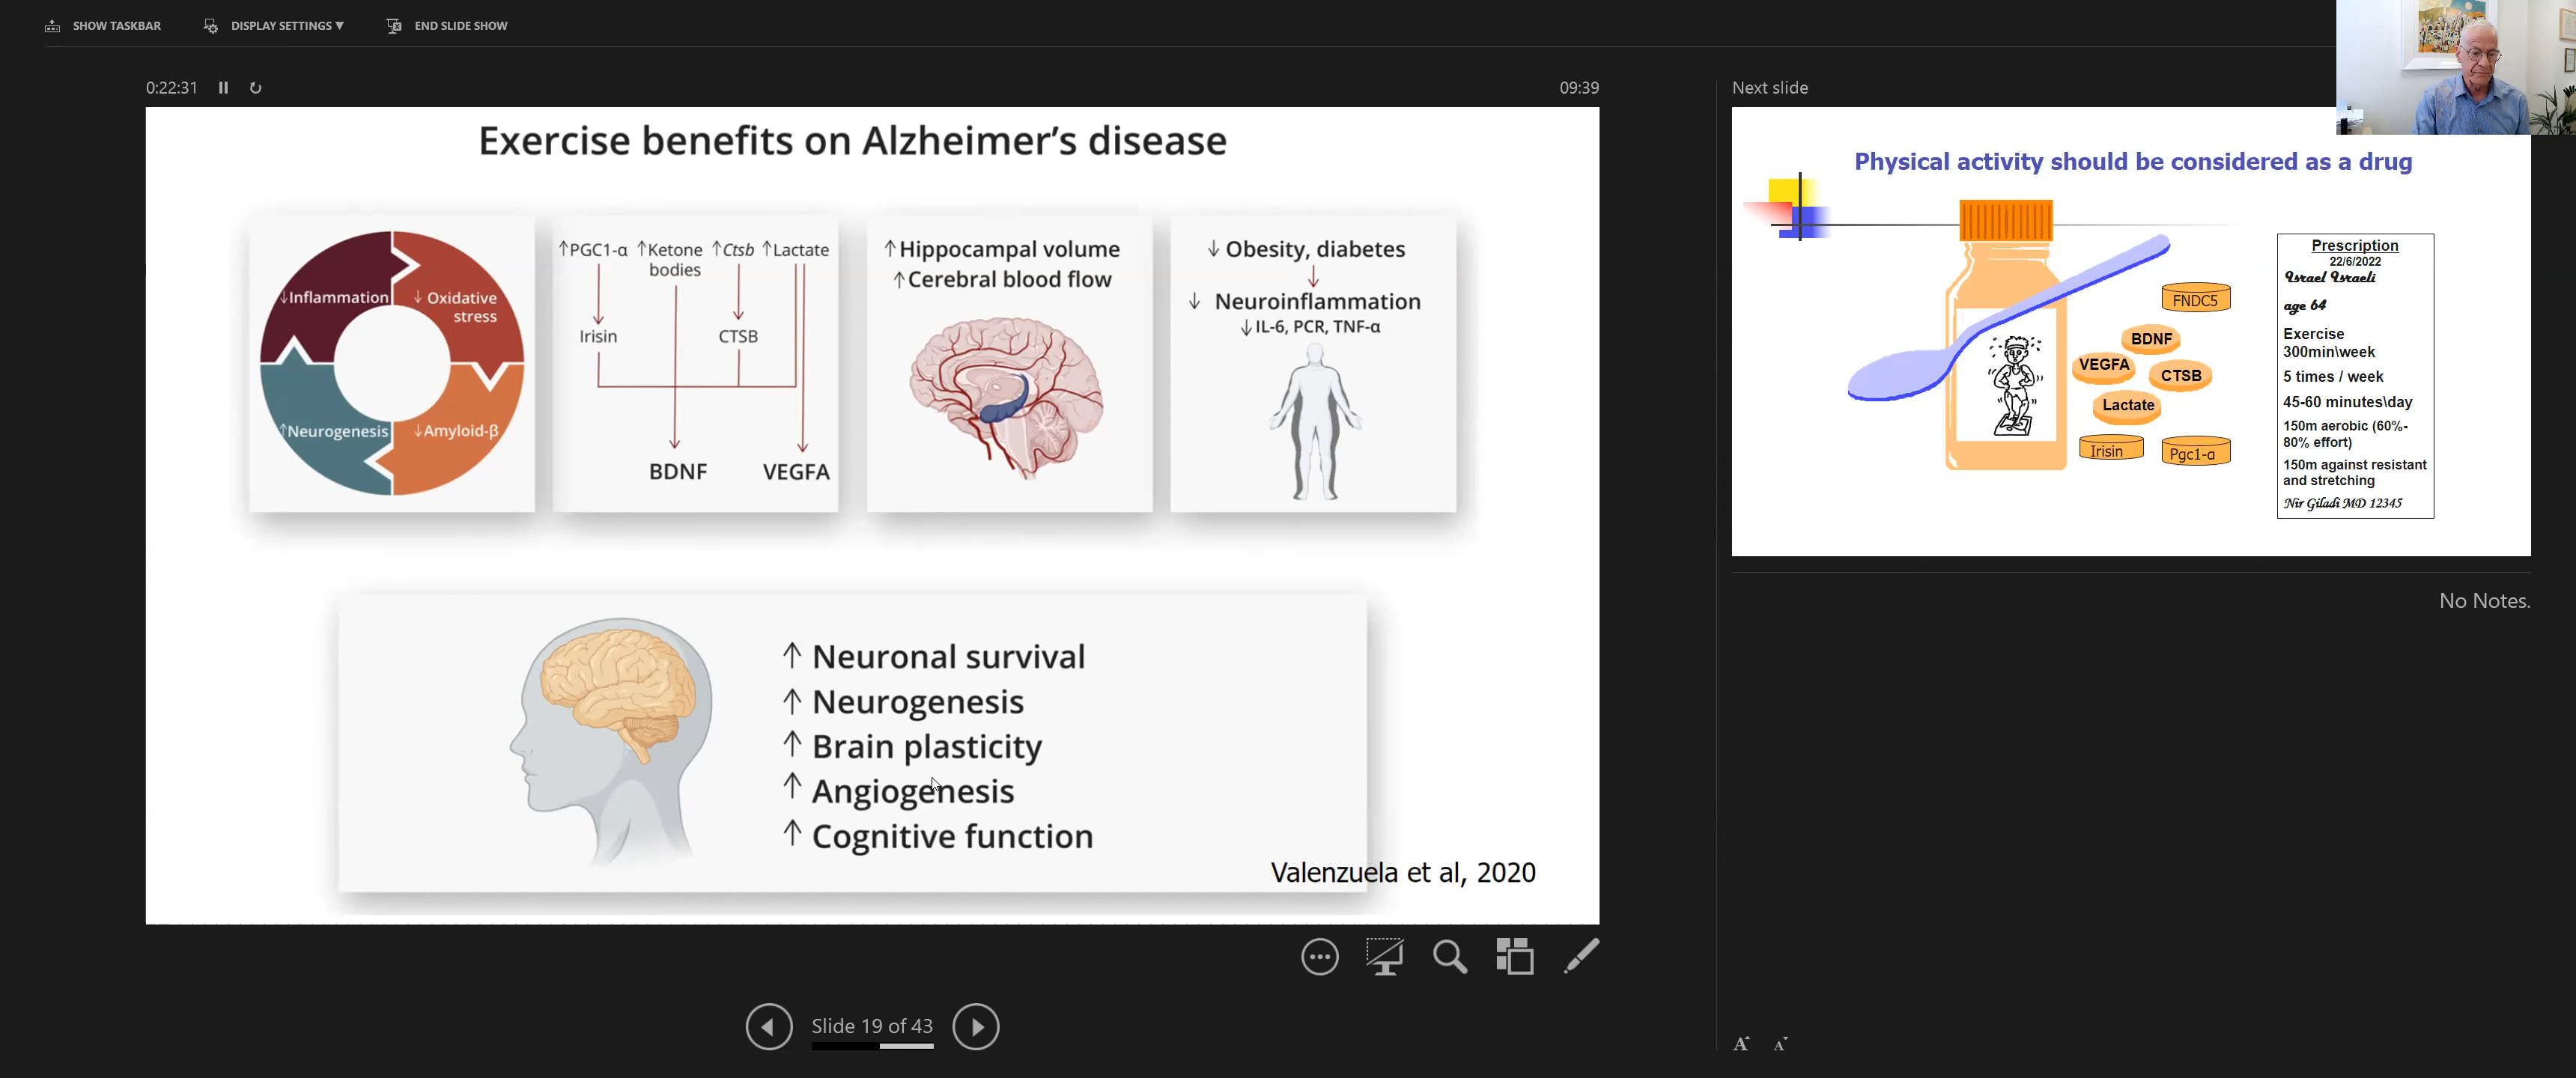 SHOW TASKBAR
DISPLAY SETTINGS ▼
END SLIDE SHOW
0:22:31
09:39
Exercise benefits on Alzheimer's disease
↓Inflammation
↓ Oxidative
stress
↑Neurogenesis
↓Amyloid-β
↑PGC1-α ↑Ketone ↑Ctsb ↑Lactate
bodies
Irisin
CTSB
BDNF
VEGFA
↑Hippocampal volume
↑Cerebral blood flow
↓ Obesity, diabetes
↓ Neuroinflammation
↓IL-6, PCR, TNF-α
↑ Neuronal survival
↑ Neurogenesis
↑ Brain plasticity
↑ Angiogenesis
↑ Cognitive function
Valenzuela et al, 2020
Slide 19 of 43
Next slide
Physical activity should be considered as a drug
FNDC5
BDNF
VEGFA
CTSB
Lactate
Irisin
Pgc1-α
Prescription
22/6/2022
Israel Israeli
age 64
Exercise
300min\week
5 times / week
45-60 minutes\day
150m aerobic (60%-
80% effort)
150m against resistant
and stretching
Nir Giladi MD 12345
No Notes.
A A